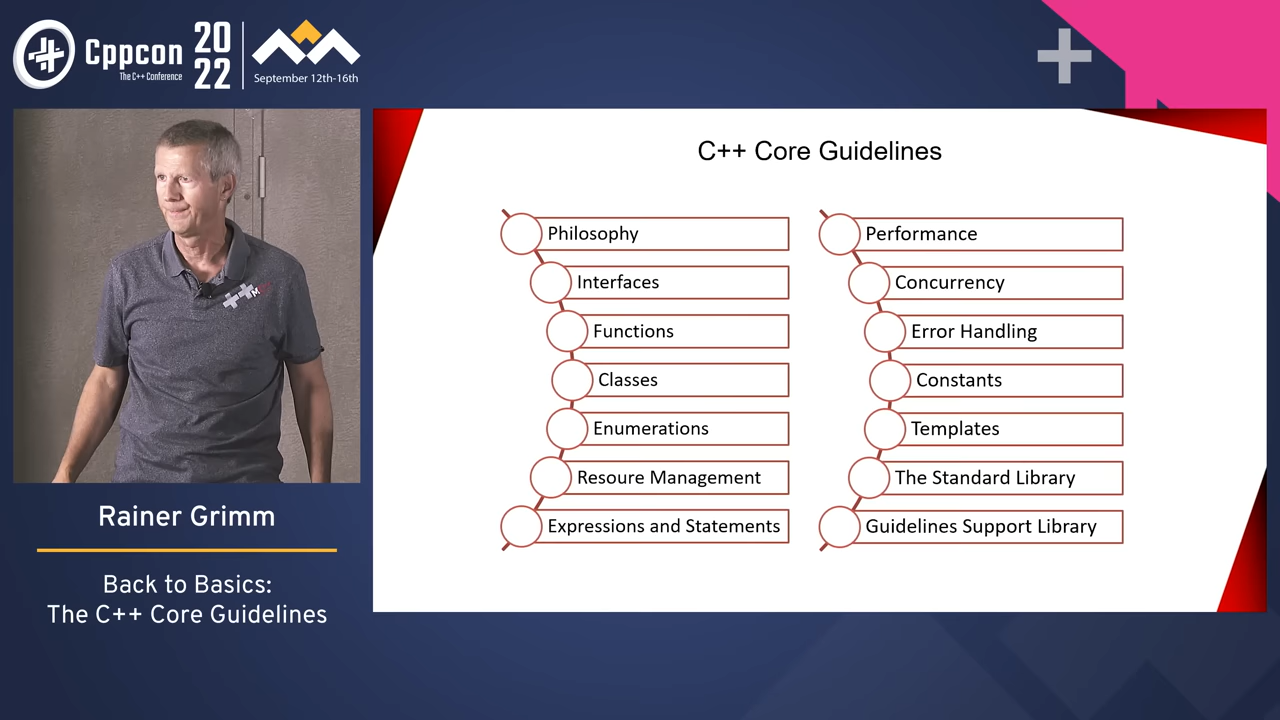 Cppcon
The C++ Conference
20
22
September 12th-16th
C++ Core Guidelines
Philosophy
Interfaces
Functions
Classes
Enumerations
Resoure Management
Expressions and Statements
Performance
Concurrency
Error Handling
Constants
Templates
The Standard Library
Guidelines Support Library
Rainer Grimm
Back to Basics:
The C++ Core Guidelines